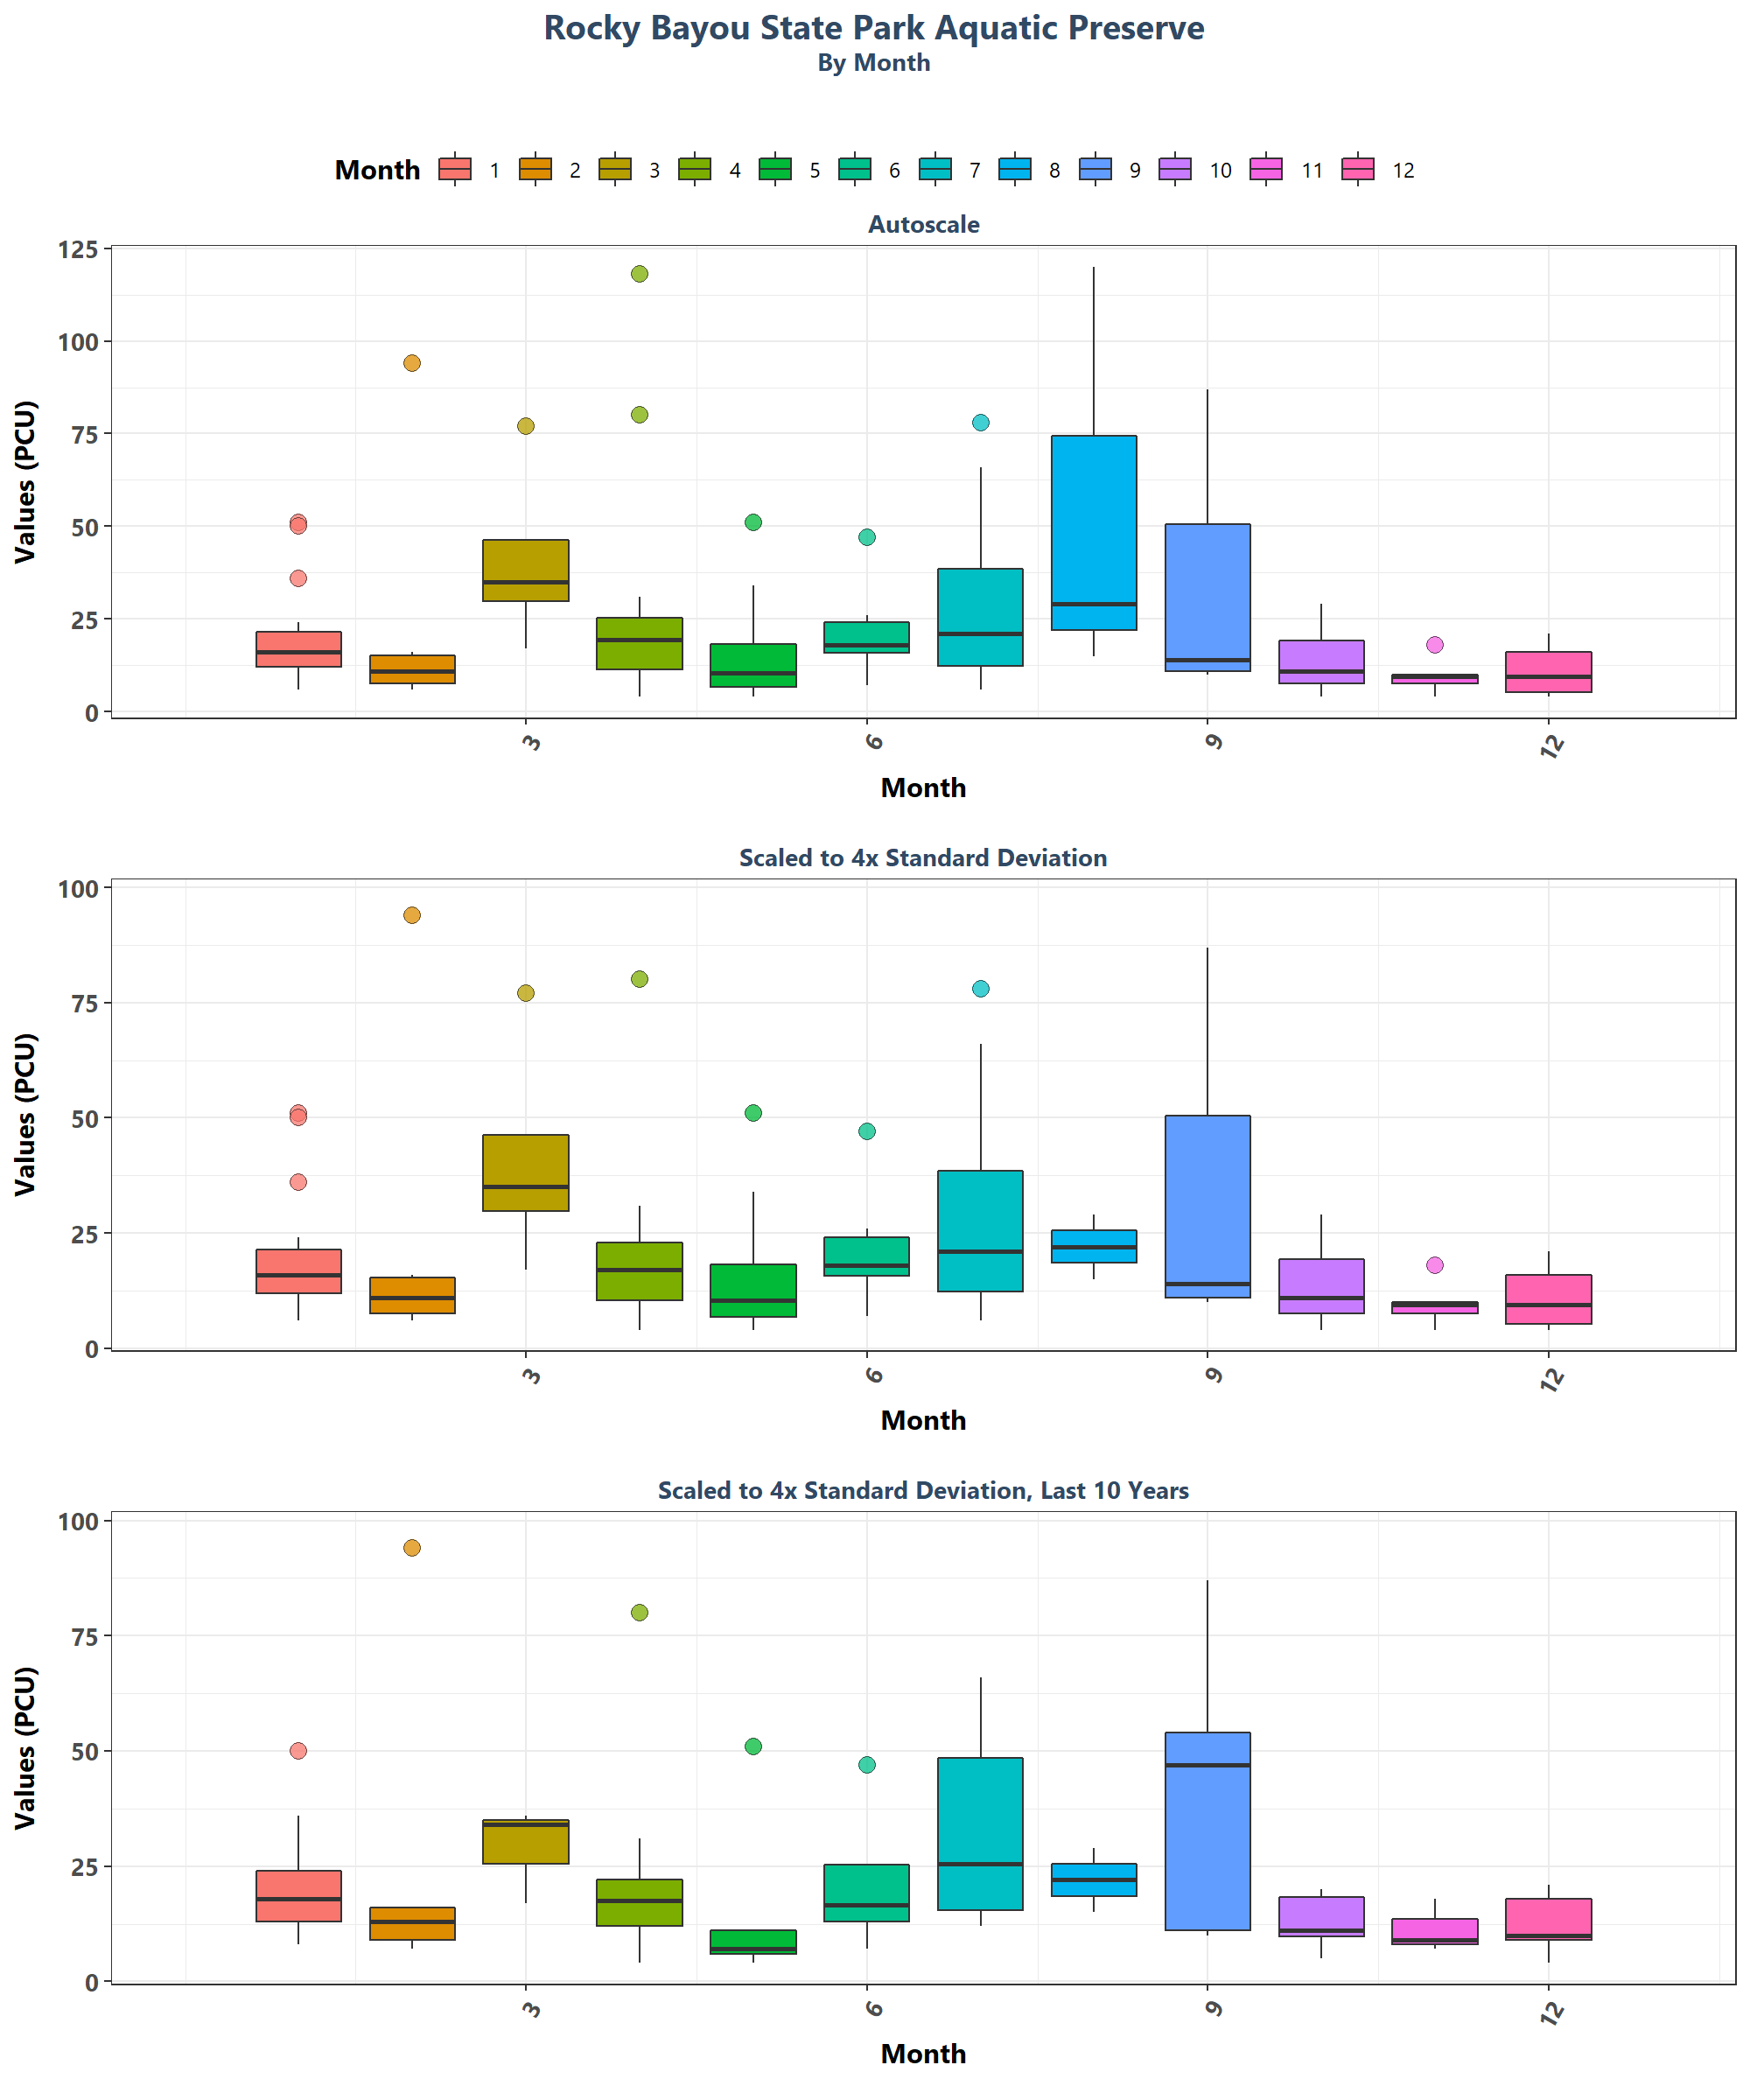 Rocky Bayou State Park Aquatic Preserve
By Month
Month 1 2 3 4 5 6 7 8 9 10 11 12
Autoscale
125
100
75
50
25
0
Values (PCU)
3 6 9 12
Month
Scaled to 4x Standard Deviation
100
75
50
25
0
Values (PCU)
3 6 9 12
Month
Scaled to 4x Standard Deviation, Last 10 Years
100
75
50
25
0
Values (PCU)
3 6 9 12
Month